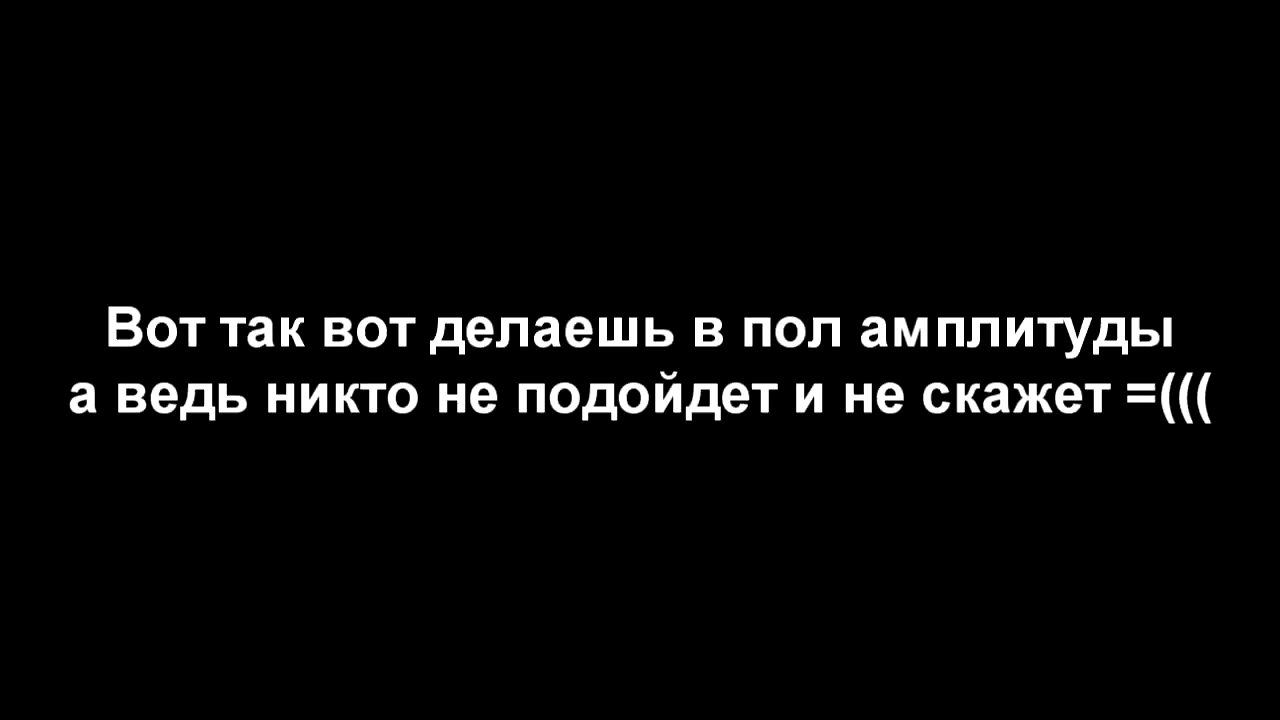 Вот так вот делаешь в пол амплитуды
а ведь никто не подойдет и не скажет =(((